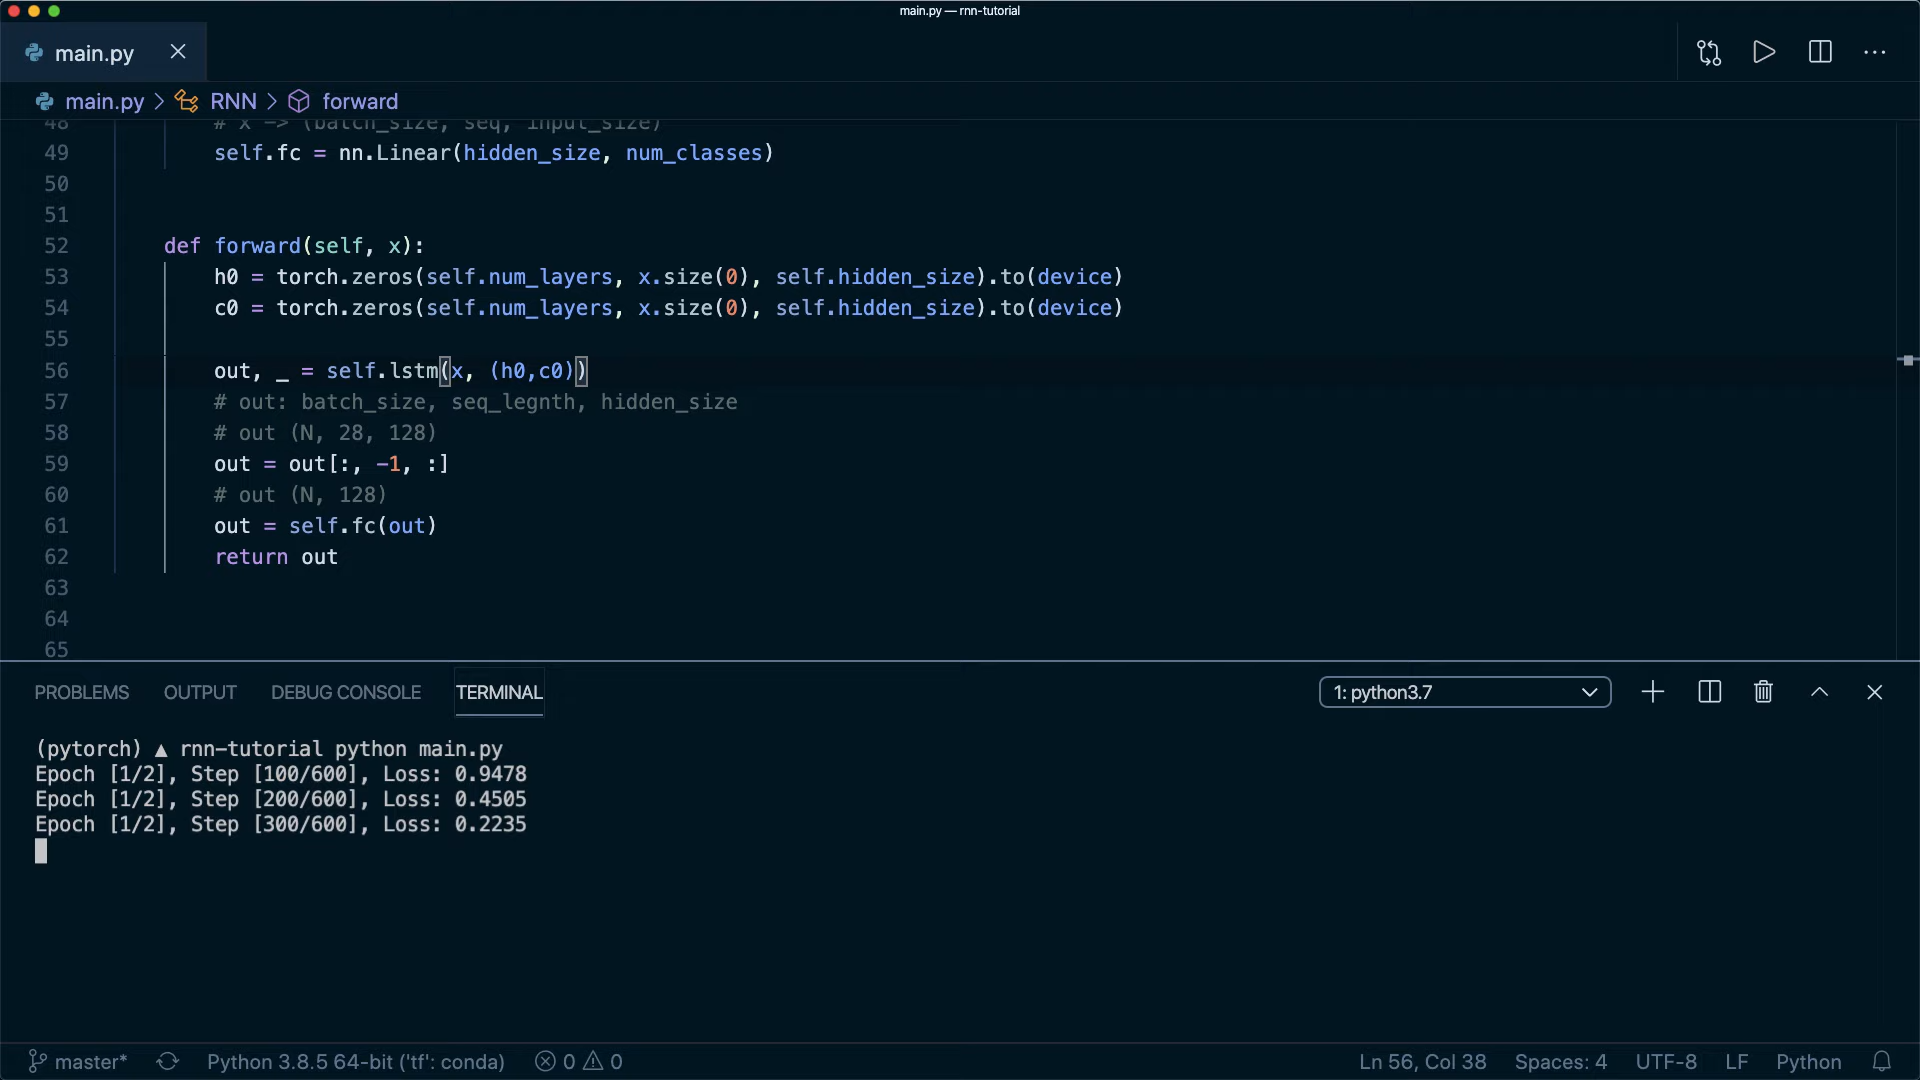 main.py — rnn-tutorial
main.py
main.py > RNN > forward
48 # x -> (batch_size, seq, input_size)
49 self.fc = nn.Linear(hidden_size, num_classes)
50
51
52 def forward(self, x):
53 h0 = torch.zeros(self.num_layers, x.size(0), self.hidden_size).to(device)
54 c0 = torch.zeros(self.num_layers, x.size(0), self.hidden_size).to(device)
55
56 out, _ = self.lstm(x, (h0,c0))
57 # out: batch_size, seq_legnth, hidden_size
58 # out (N, 28, 128)
59 out = out[:, -1, :]
60 # out (N, 128)
61 out = self.fc(out)
62 return out
63
64
65
PROBLEMS OUTPUT DEBUG CONSOLE TERMINAL 1: python3.7
(pytorch) ▲ rnn-tutorial python main.py
Epoch [1/2], Step [100/600], Loss: 0.9478
Epoch [1/2], Step [200/600], Loss: 0.4505
Epoch [1/2], Step [300/600], Loss: 0.2235
master* Python 3.8.5 64-bit ('tf': conda) 0 0 Ln 56, Col 38 Spaces: 4 UTF-8 LF Python